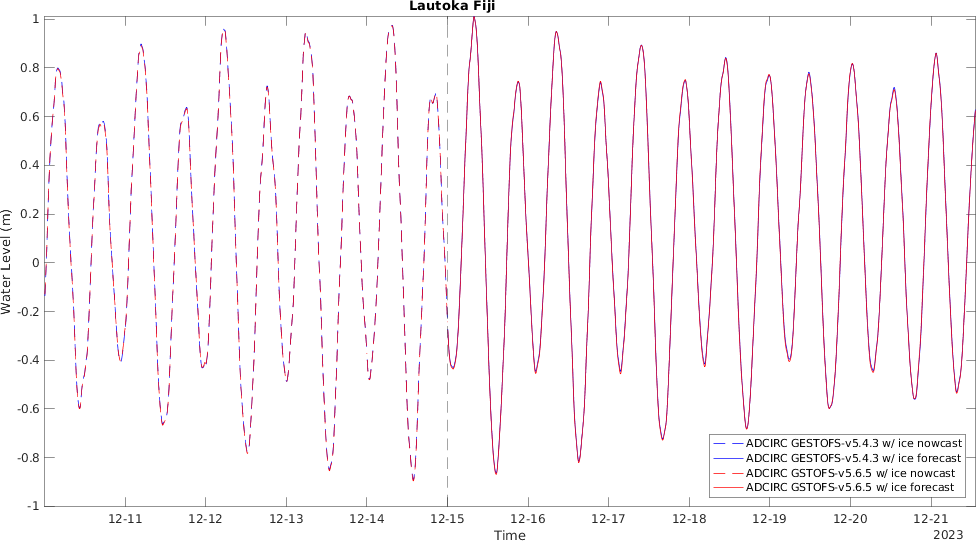 Lautoka Fiji
1
0.8
0.6
0.4
0.2
0
-0.2
-0.4
-0.6
-0.8
-1
Water Level (m)
ADCIRC GESTOFS-v5.4.3 w/ ice nowcast
ADCIRC GESTOFS-v5.4.3 w/ ice forecast
ADCIRC GSTOFS-v5.6.5 w/ ice nowcast
ADCIRC GSTOFS-v5.6.5 w/ ice forecast
12-11 12-12 12-13 12-14 12-15 12-16 12-17 12-18 12-19 12-20 12-21
Time
2023